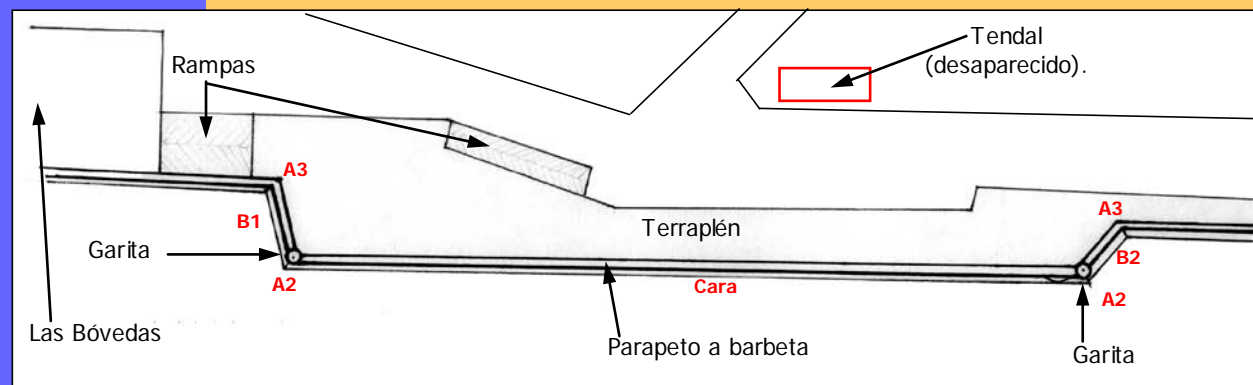 Tendal
(desaparecido).
Rampas
A3
A3
B1
Terraplén
Garita
B2
A2
Cara
A2
Las Bóvedas
Parapeto a barbeta
Garita